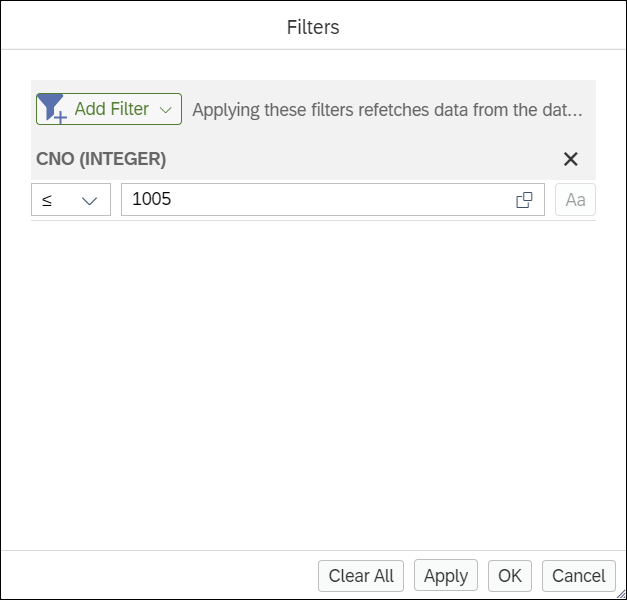 Filters
Add Filter Applying these filters refetches data from the dat...
CNO (INTEGER)
≤ 1005 Aa
Clear All Apply OK Cancel